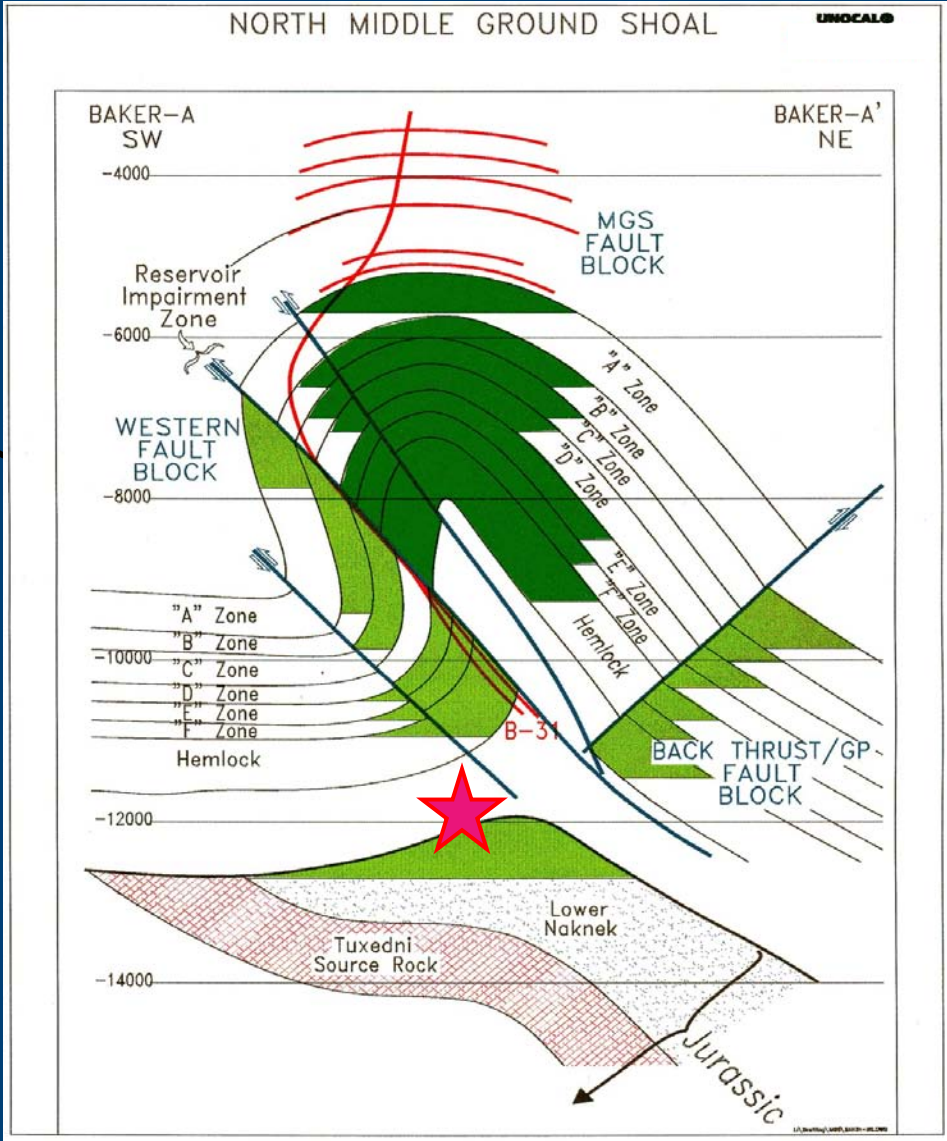 NORTH MIDDLE GROUND SHOAL
UNOCAL
BAKER-A
SW
BAKER-A'
NE
-4000
MGS
FAULT
BLOCK
Reservoir
Impairment
Zone
-6000
"A" Zone
"B" Zone
"C" Zone
"D" Zone
WESTERN
FAULT
BLOCK
-8000
"E" Zone
"F" Zone
Hemlock
"A" Zone
"B" Zone
-10000
"C" Zone
"D" Zone
"E" Zone
"F" Zone
Hemlock
B-31
BACK THRUST/GP
FAULT
BLOCK
-12000
Lower
Naknek
Tuxedni
Source Rock
-14000
Jurassic